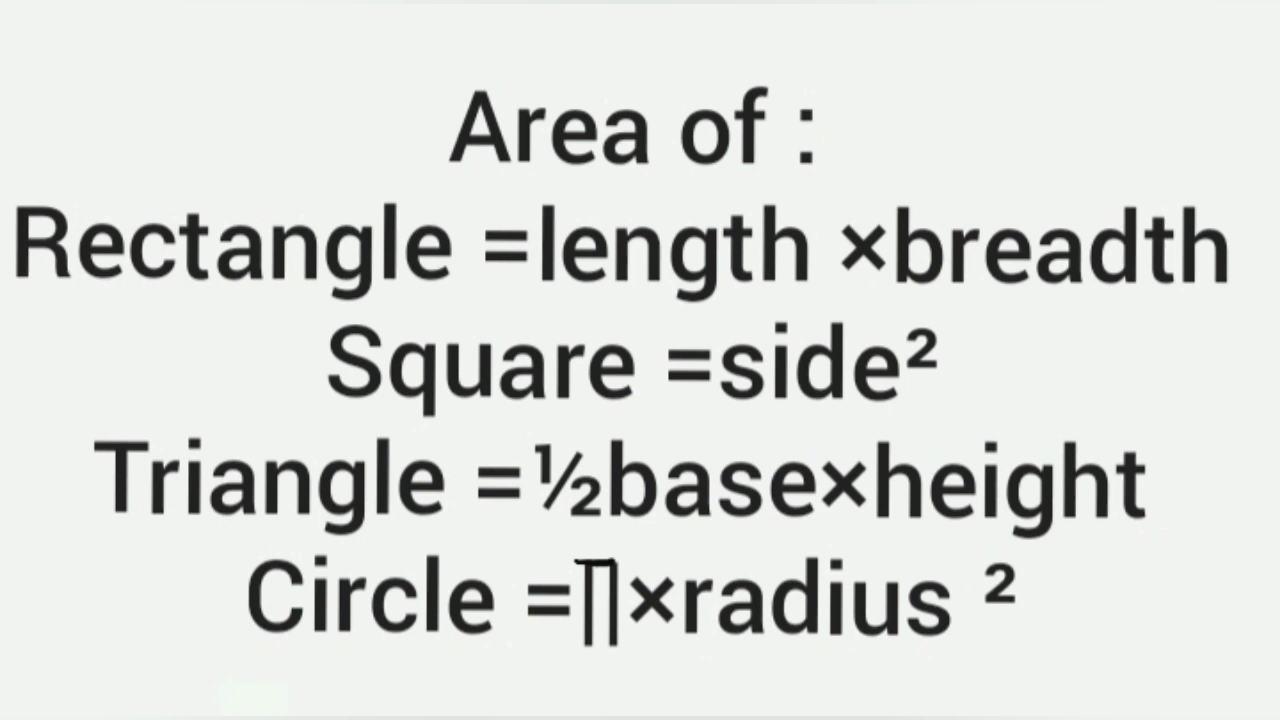 Area of :
Rectangle =length ×breadth
Square =side²
Triangle =½base×height
Circle =∏×radius ²